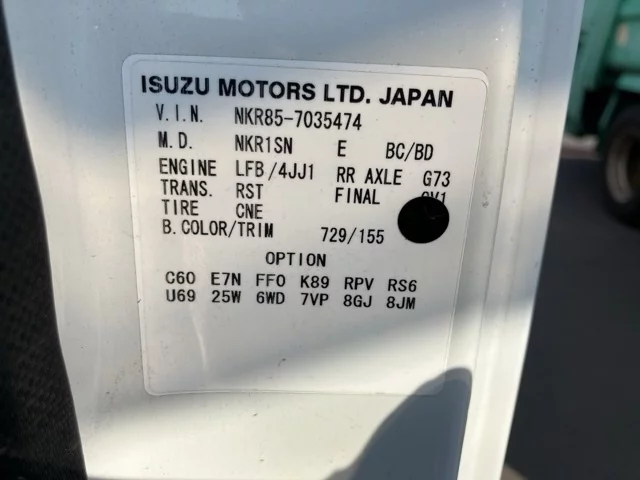 ISUZU MOTORS LTD. JAPAN
V.I.N. NKR85-7035474
M.D. NKR1SN E BC/BD
ENGINE LFB/4JJ1 RR AXLE G73
TRANS. RST FINAL
TIRE CNE
B.COLOR/TRIM 729/155
OPTION
C60 E7N FF0 K89 RPV RS6
U69 25W 6WD 7VP 8GJ 8JM